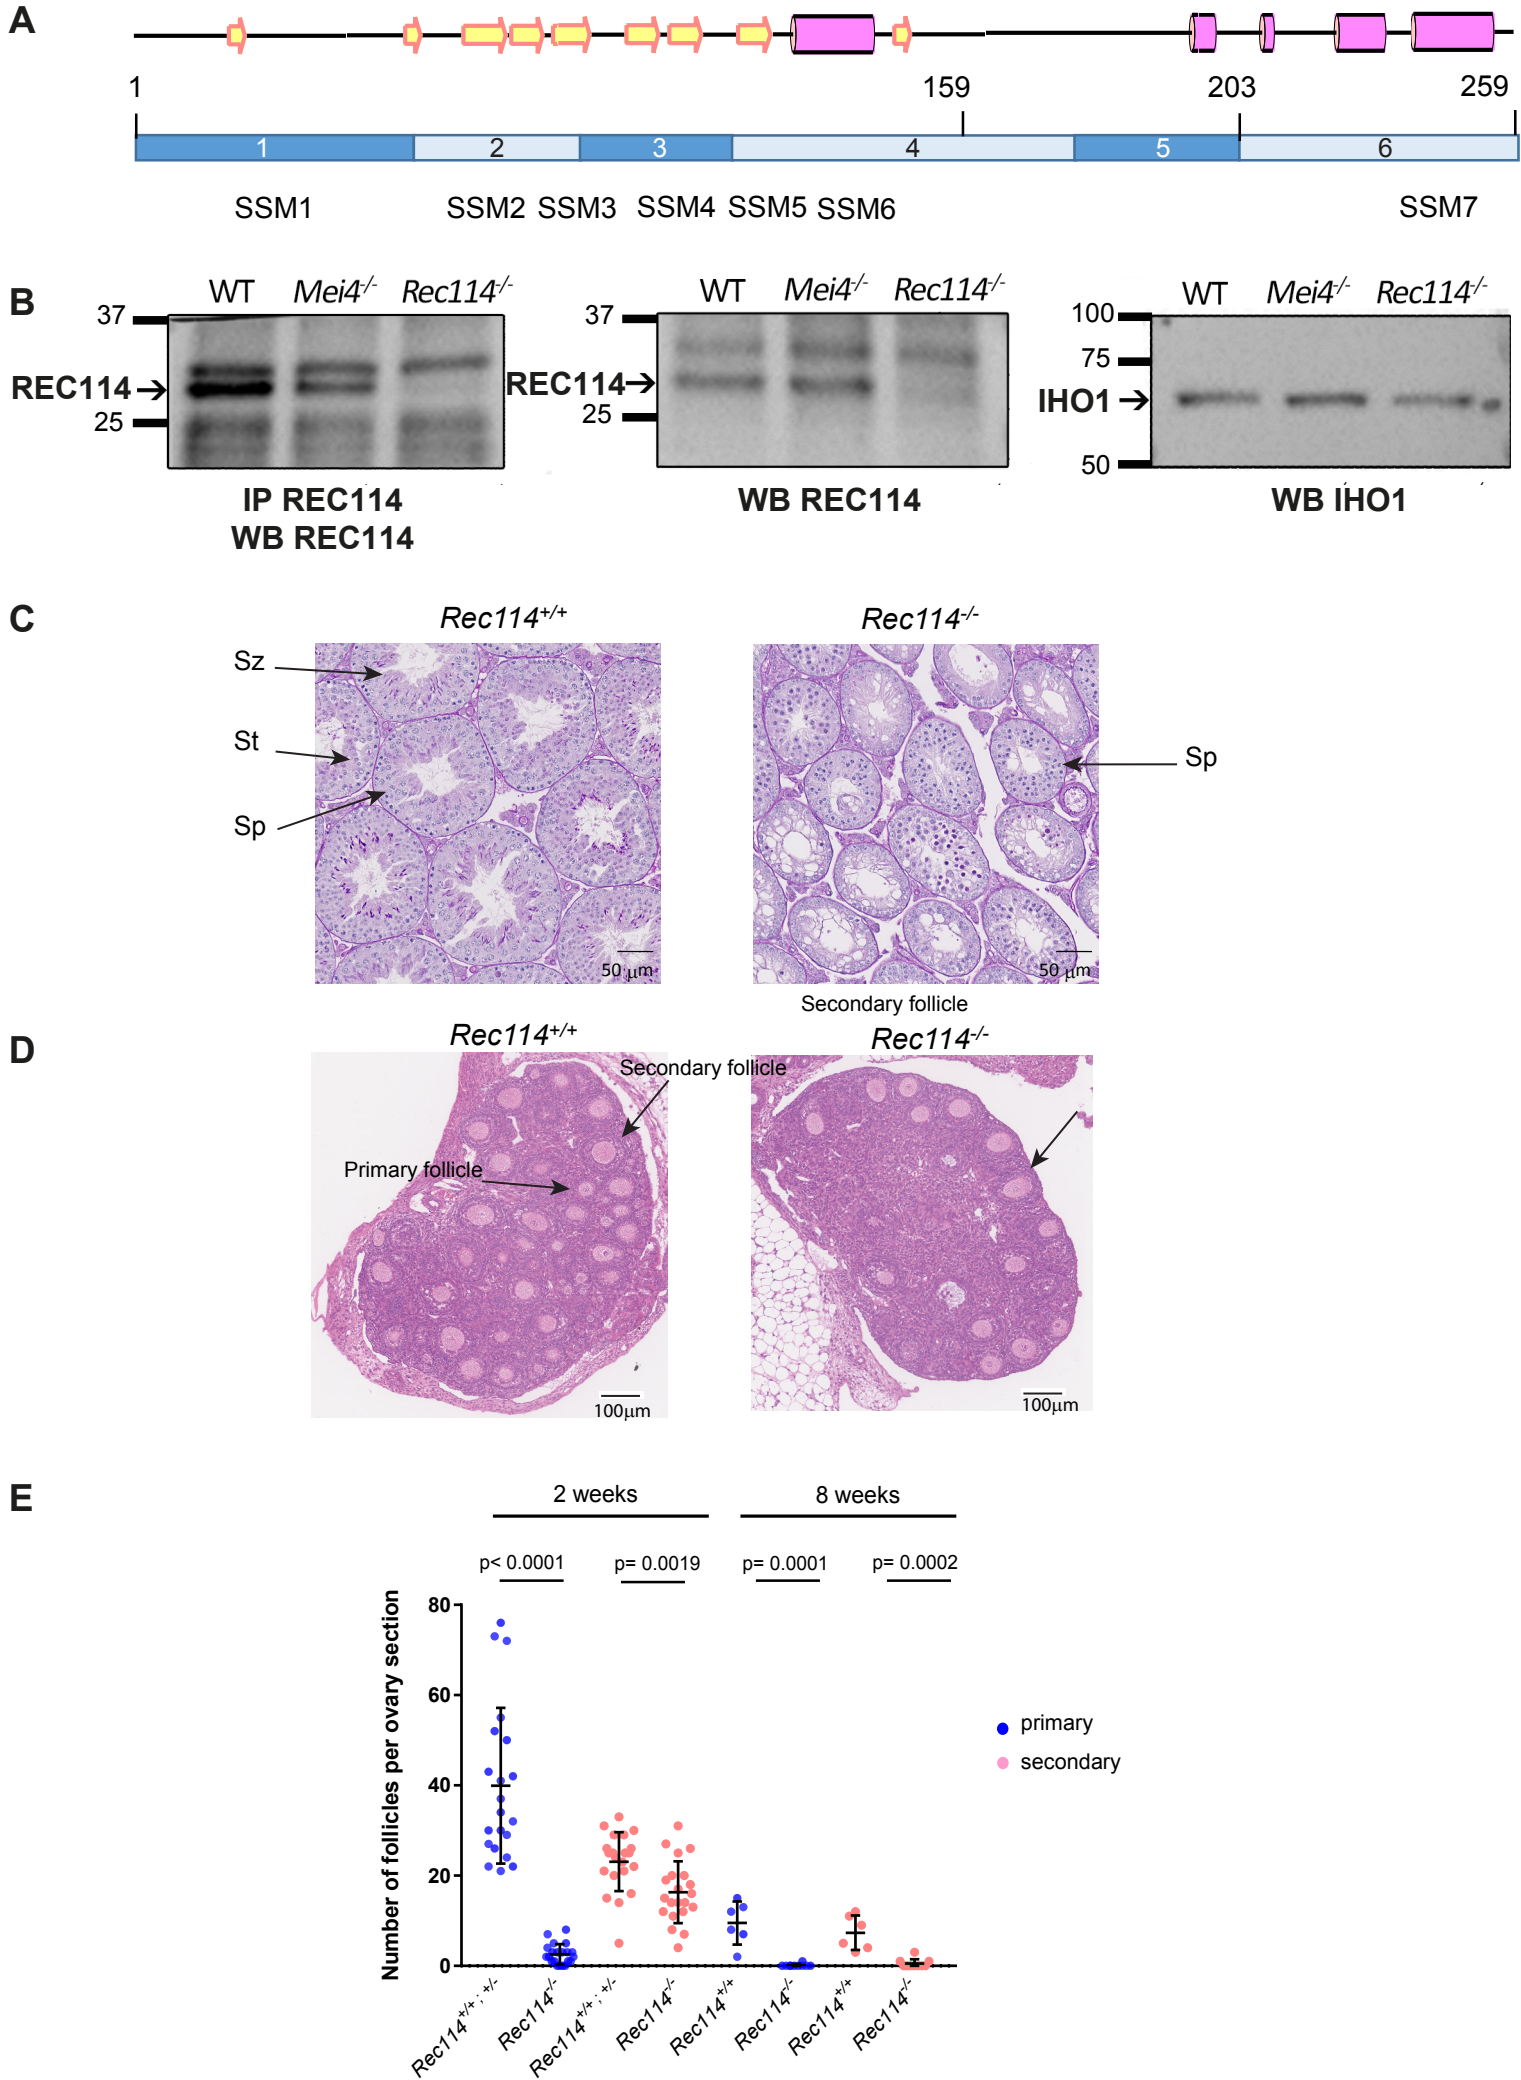 A
1 159 203 259
1 2 3 4 5 6
SSM1 SSM2 SSM3 SSM4 SSM5 SSM6 SSM7
B
WT Mei4-/- Rec114-/-
37
REC114
25
IP REC114
WB REC114
WT Mei4-/- Rec114-/-
37
REC114
25
WB REC114
WT Mei4-/- Rec114-/-
100
75
IHO1
50
WB IHO1
C
Rec114+/+ Rec114-/-
Sz
St
Sp
Sp
50 µm 50 µm
Secondary follicle
D
Rec114+/+ Rec114-/-
Secondary follicle
Primary follicle
100µm 100µm
E
2 weeks 8 weeks
p< 0.0001 p= 0.0019 p= 0.0001 p= 0.0002
Number of follicles per ovary section
80
60
40
20
0
primary
secondary
Rec114+/+ ; +/- Rec114-/- Rec114+/+ ; +/- Rec114-/- Rec114+/+ Rec114-/- Rec114+/+ Rec114-/-